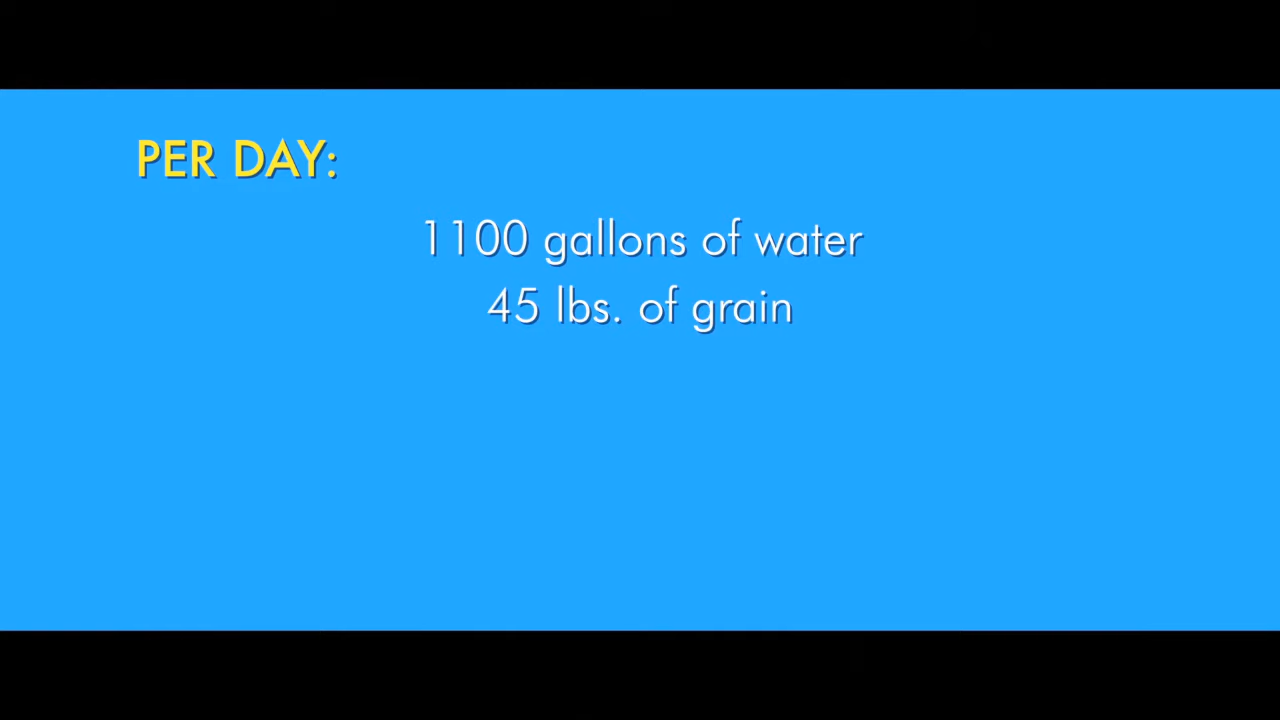 PER DAY:
1100 gallons of water
45 lbs. of grain